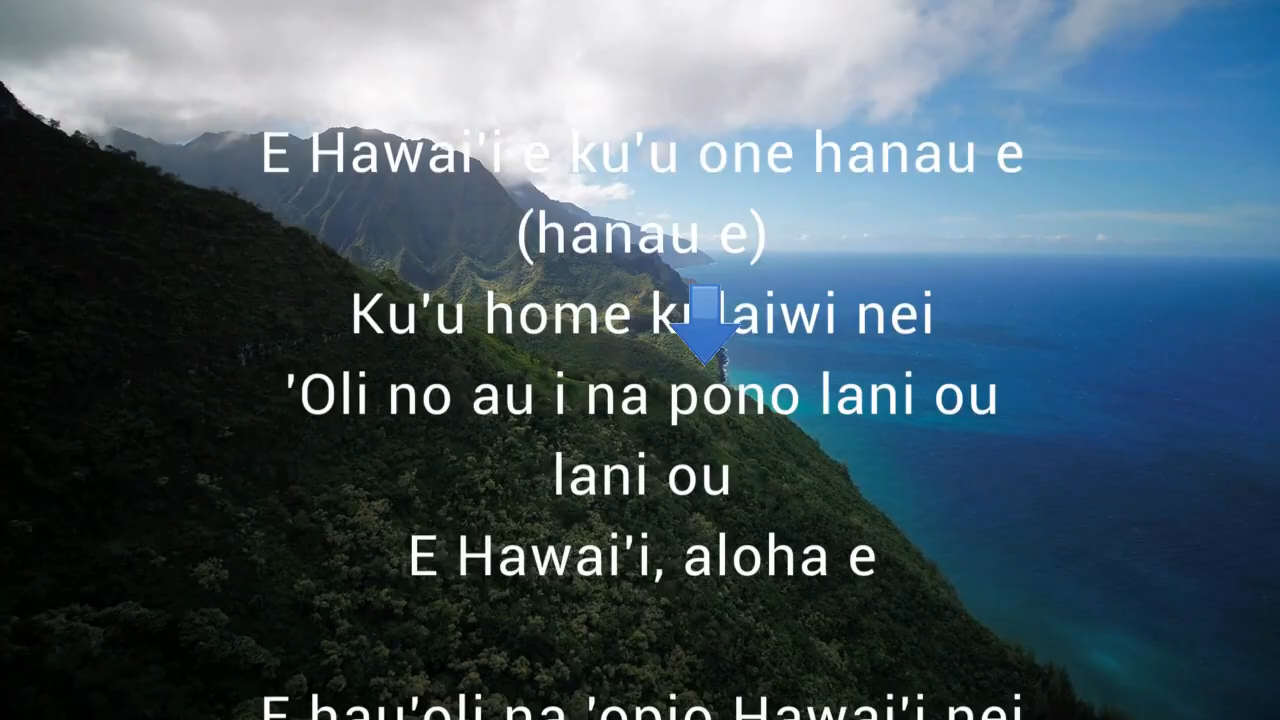 E Hawai'i e ku'u one hanau e
(hanau e)
Ku'u home kulaiwi nei
'Oli no au i na pono lani ou
lani ou
E Hawai'i, aloha e
E hau'oli na 'opio Hawai'i nei